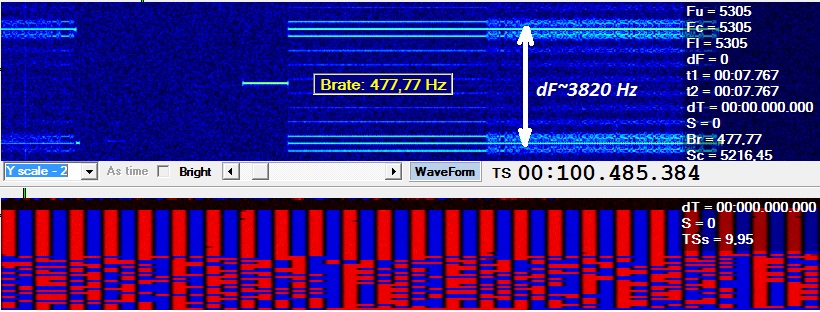 Fu = 5305
Fc = 5305
Fl = 5305
dF = 0
t1 = 00:07.767
t2 = 00:07.767
dT = 00:00.000.000
S = 0
Br = 477,77
Sc = 5216,45
Brate: 477,77 Hz
dF~3820 Hz
Y scale - 2 As time Bright WaveForm TS 00:100.485.384
dT = 00:000.000.000
S = 0
TSs = 9,95